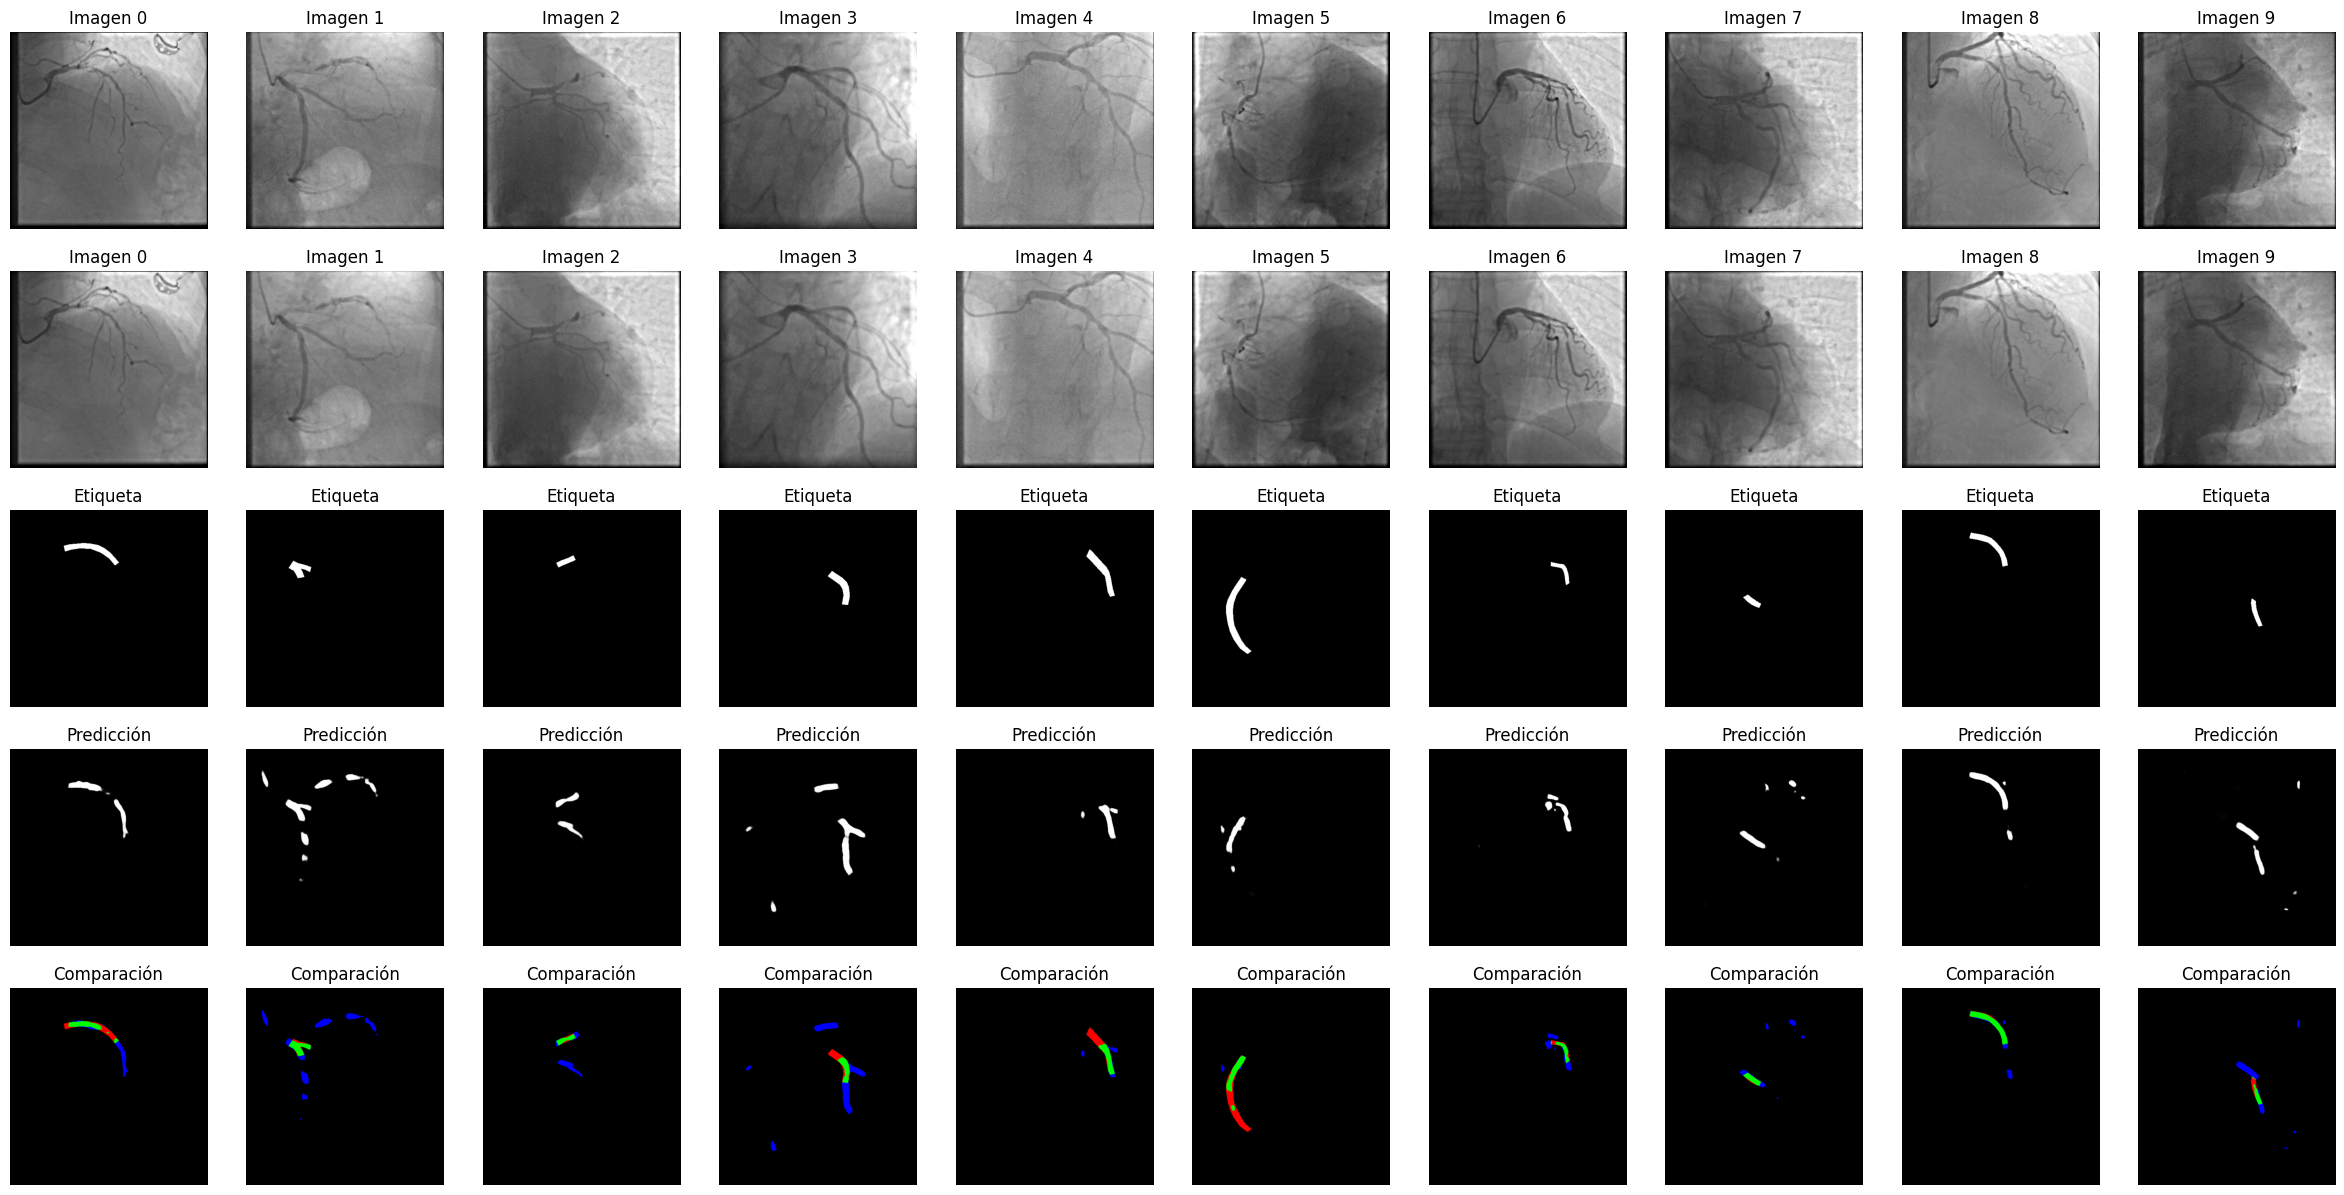 Imagen 0 Imagen 1 Imagen 2 Imagen 3 Imagen 4 Imagen 5 Imagen 6 Imagen 7 Imagen 8 Imagen 9
Imagen 0 Imagen 1 Imagen 2 Imagen 3 Imagen 4 Imagen 5 Imagen 6 Imagen 7 Imagen 8 Imagen 9
Etiqueta Etiqueta Etiqueta Etiqueta Etiqueta Etiqueta Etiqueta Etiqueta Etiqueta Etiqueta
Predicción Predicción Predicción Predicción Predicción Predicción Predicción Predicción Predicción Predicción
Comparación Comparación Comparación Comparación Comparación Comparación Comparación Comparación Comparación Comparación